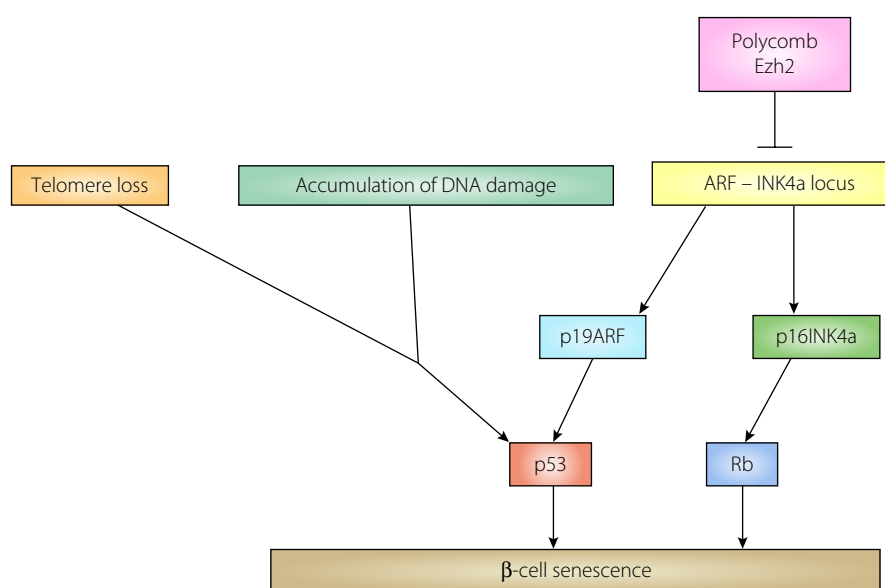 Polycomb
Ezh2
Telomere loss
Accumulation of DNA damage
ARF – INK4a locus
p19ARF
p16INK4a
p53
Rb
β-cell senescence